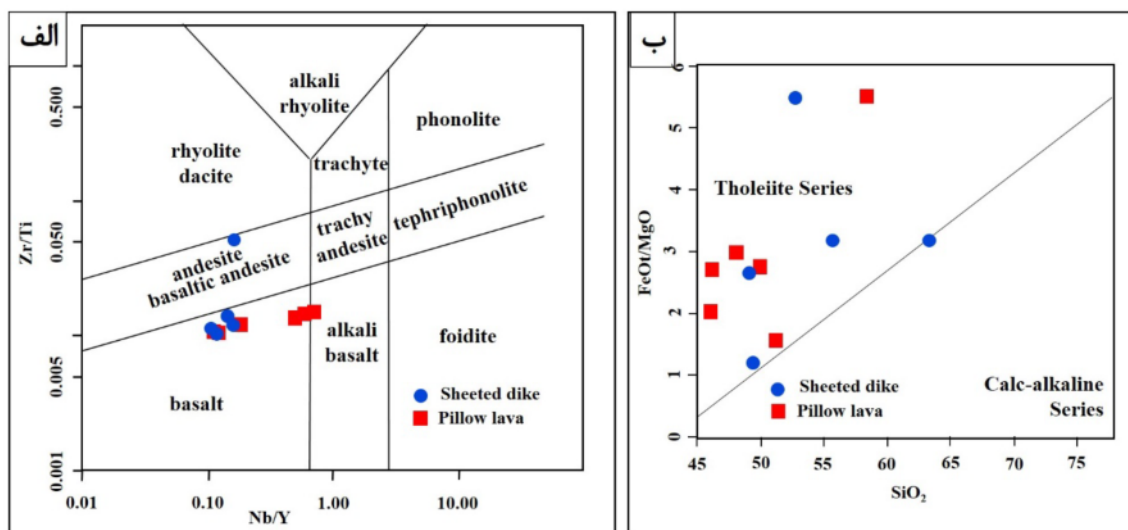 الف
alkali
rhyolite
phonolite
rhyolite
dacite
trachyte
trachy
andesite
tephriphonolite
andesite
basaltic andesite
alkali
basalt
foidite
basalt
Sheeted dike
Pillow lava
Zr/Ti
0.500
0.050
0.005
0.001
0.01
0.10
1.00
10.00
Nb/Y
ب
Tholeiite Series
Calc-alkaline
Series
Sheeted dike
Pillow lava
FeOt/MgO
6
5
4
3
2
1
0
45
50
55
60
65
70
75
SiO₂